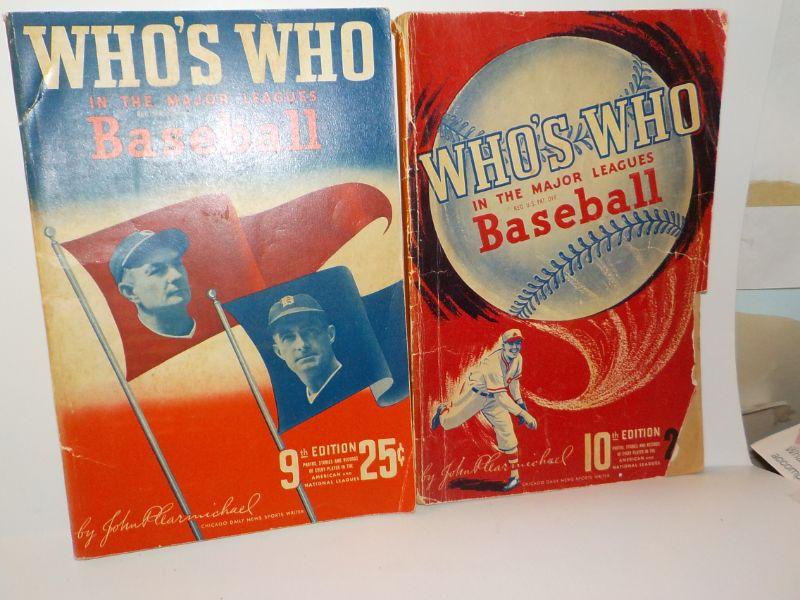 WHO'S WHO
IN THE MAJOR LEAGUES
Baseball
9th EDITION
PHOTOS, STORIES AND RECORDS
OF EVERY PLAYER IN THE
AMERICAN AND
NATIONAL LEAGUES
25¢
by John P. Carmichael
CHICAGO DAILY NEWS SPORTS WRITER
WHO'S WHO
IN THE MAJOR LEAGUES
REG. U.S. PAT. OFF.
Baseball
10th EDITION
PHOTOS, STORIES AND RECORDS
OF EVERY PLAYER IN THE
AMERICAN AND
NATIONAL LEAGUES
2
by John P. Carmichael
CHICAGO DAILY NEWS SPORTS WRITER